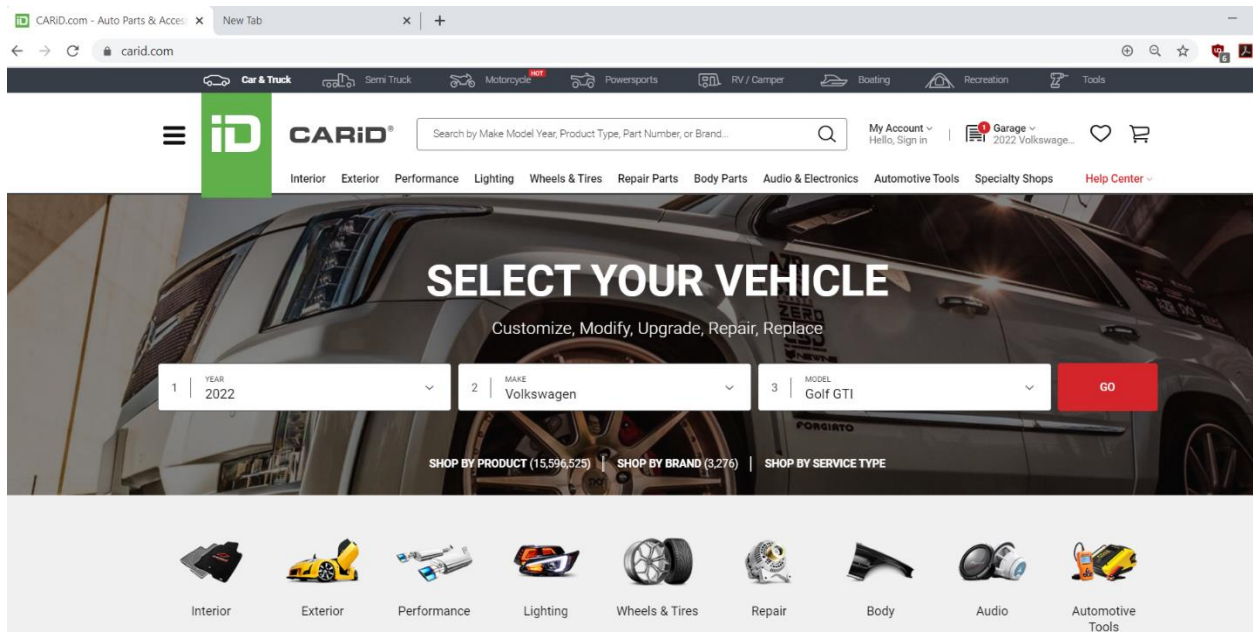 CARiD.com - Auto Parts & Acces
New Tab
carid.com
6
Car & Truck
Semi Truck
Motorcycle
HOT
Powersports
RV / Camper
Boating
Recreation
Tools
iD
CARiD®
Search by Make Model Year, Product Type, Part Number, or Brand...
My Account
Hello, Sign in
1
Garage
2022 Volkswage...
Interior Exterior Performance Lighting Wheels & Tires Repair Parts Body Parts Audio & Electronics Automotive Tools Specialty Shops Help Center
SELECT YOUR VEHICLE
Customize, Modify, Upgrade, Repair, Replace
ZERO
1
YEAR
2022
2
MAKE
Volkswagen
3
MODEL
Golf GTI
GO
FORGIATO
SHOP BY PRODUCT (15,596,525) | SHOP BY BRAND (3,276) | SHOP BY SERVICE TYPE
Interior
Exterior
Performance
Lighting
Wheels & Tires
Repair
Body
Audio
Automotive
Tools